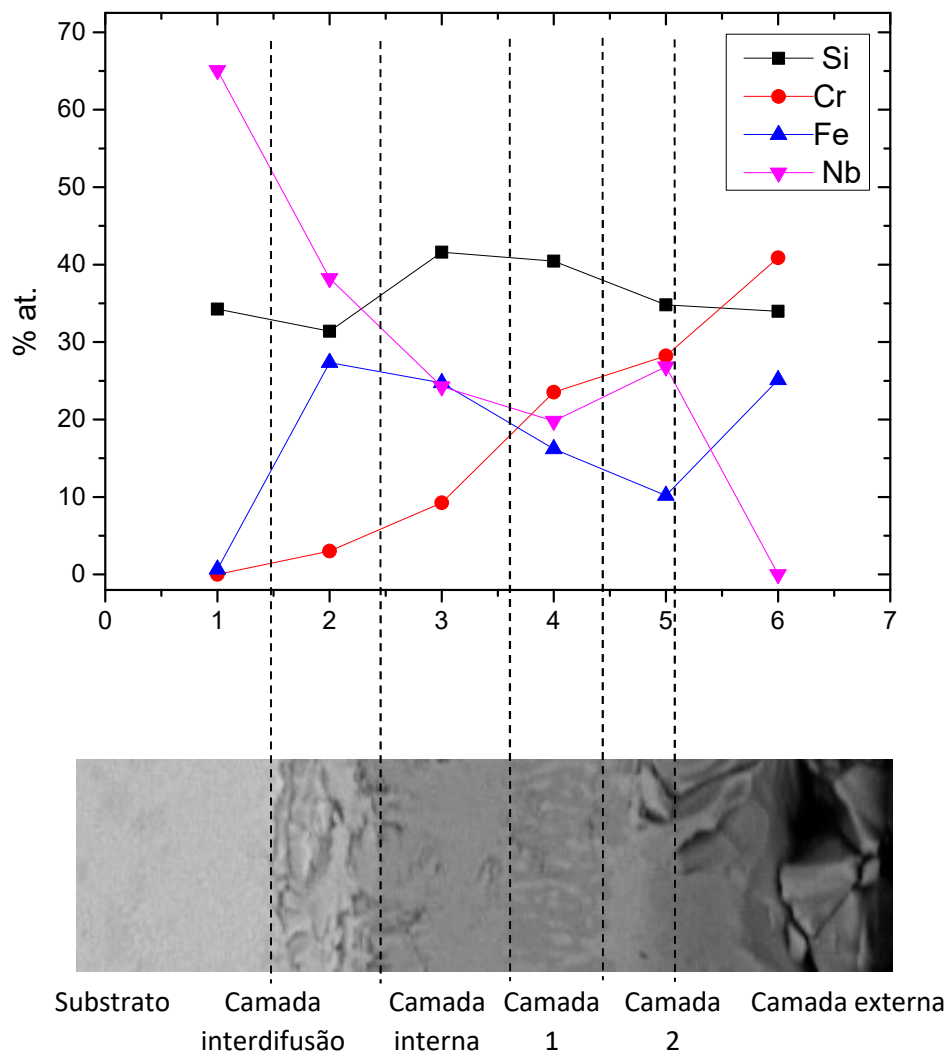 70
60
50
40
30
20
10
0
% at.
Si
Cr
Fe
Nb
0 1 2 3 4 5 6 7
Substrato Camada Camada Camada Camada Camada externa
interdifusão interna 1 2